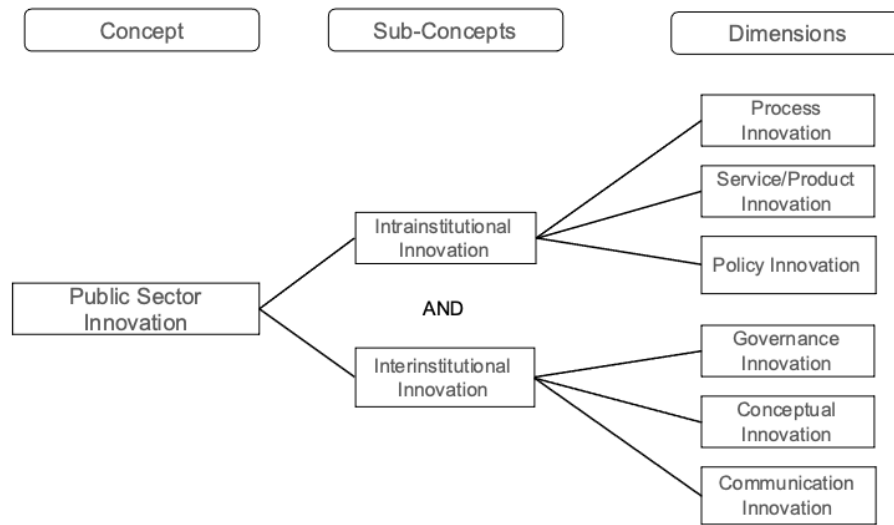 Concept
Sub-Concepts
Dimensions
Process
Innovation
Service/Product
Innovation
Intrainstitutional
Innovation
Policy Innovation
Public Sector
Innovation
AND
Governance
Innovation
Interinstitutional
Innovation
Conceptual
Innovation
Communication
Innovation